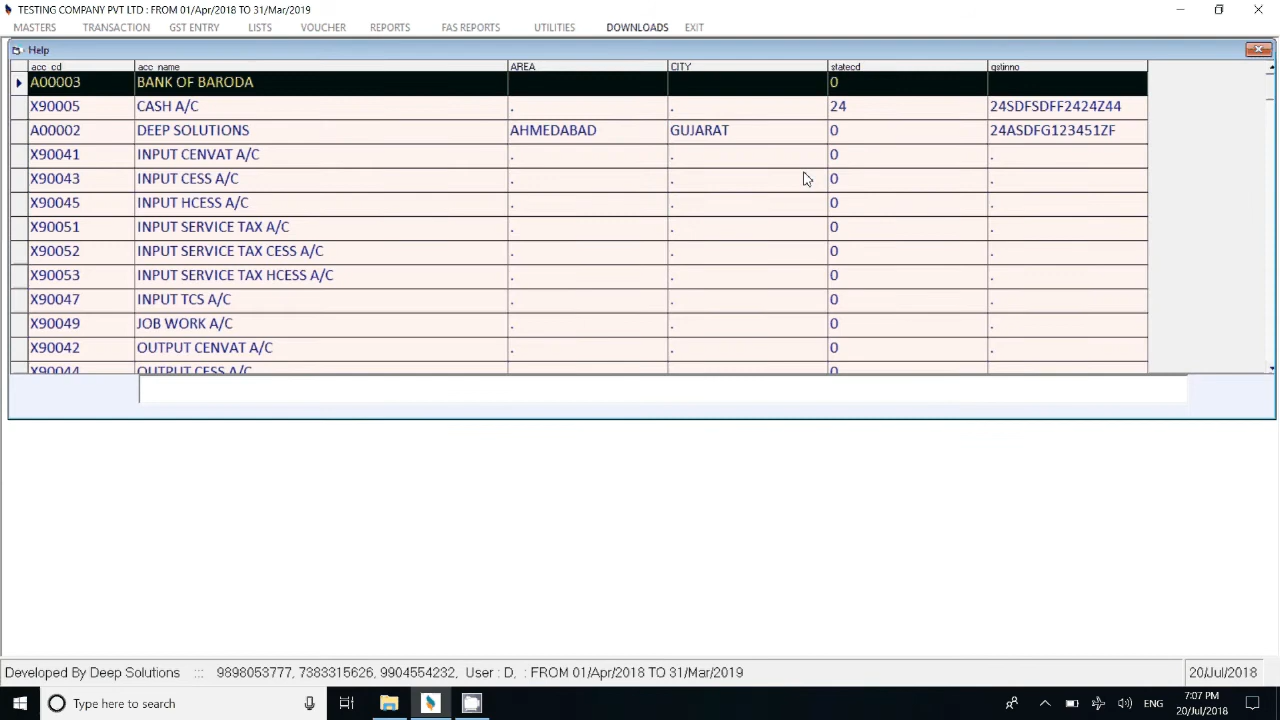 TESTING COMPANY PVT LTD : FROM 01/Apr/2018 TO 31/Mar/2019
MASTERS TRANSACTION GST ENTRY LISTS VOUCHER REPORTS FAS REPORTS UTILITIES DOWNLOADS EXIT
Help
acc_cd acc_name AREA CITY statecd gstinno
A00003 BANK OF BARODA 0
X90005 CASH A/C . . 24 24SDFSDFF2424Z44
A00002 DEEP SOLUTIONS AHMEDABAD GUJARAT 0 24ASDFG123451ZF
X90041 INPUT CENVAT A/C . . 0 .
X90043 INPUT CESS A/C . . 0 .
X90045 INPUT HCESS A/C . . 0 .
X90051 INPUT SERVICE TAX A/C . . 0 .
X90052 INPUT SERVICE TAX CESS A/C . . 0 .
X90053 INPUT SERVICE TAX HCESS A/C . . 0 .
X90047 INPUT TCS A/C . . 0 .
X90049 JOB WORK A/C . . 0 .
X90042 OUTPUT CENVAT A/C . . 0 .
X90044 OUTPUT CESS A/C 0
Developed By Deep Solutions ::: 9898053777, 7383315626, 9904554232, User : D, : FROM 01/Apr/2018 TO 31/Mar/2019 20/Jul/2018
Type here to search ENG 7:07 PM
20/Jul/2018